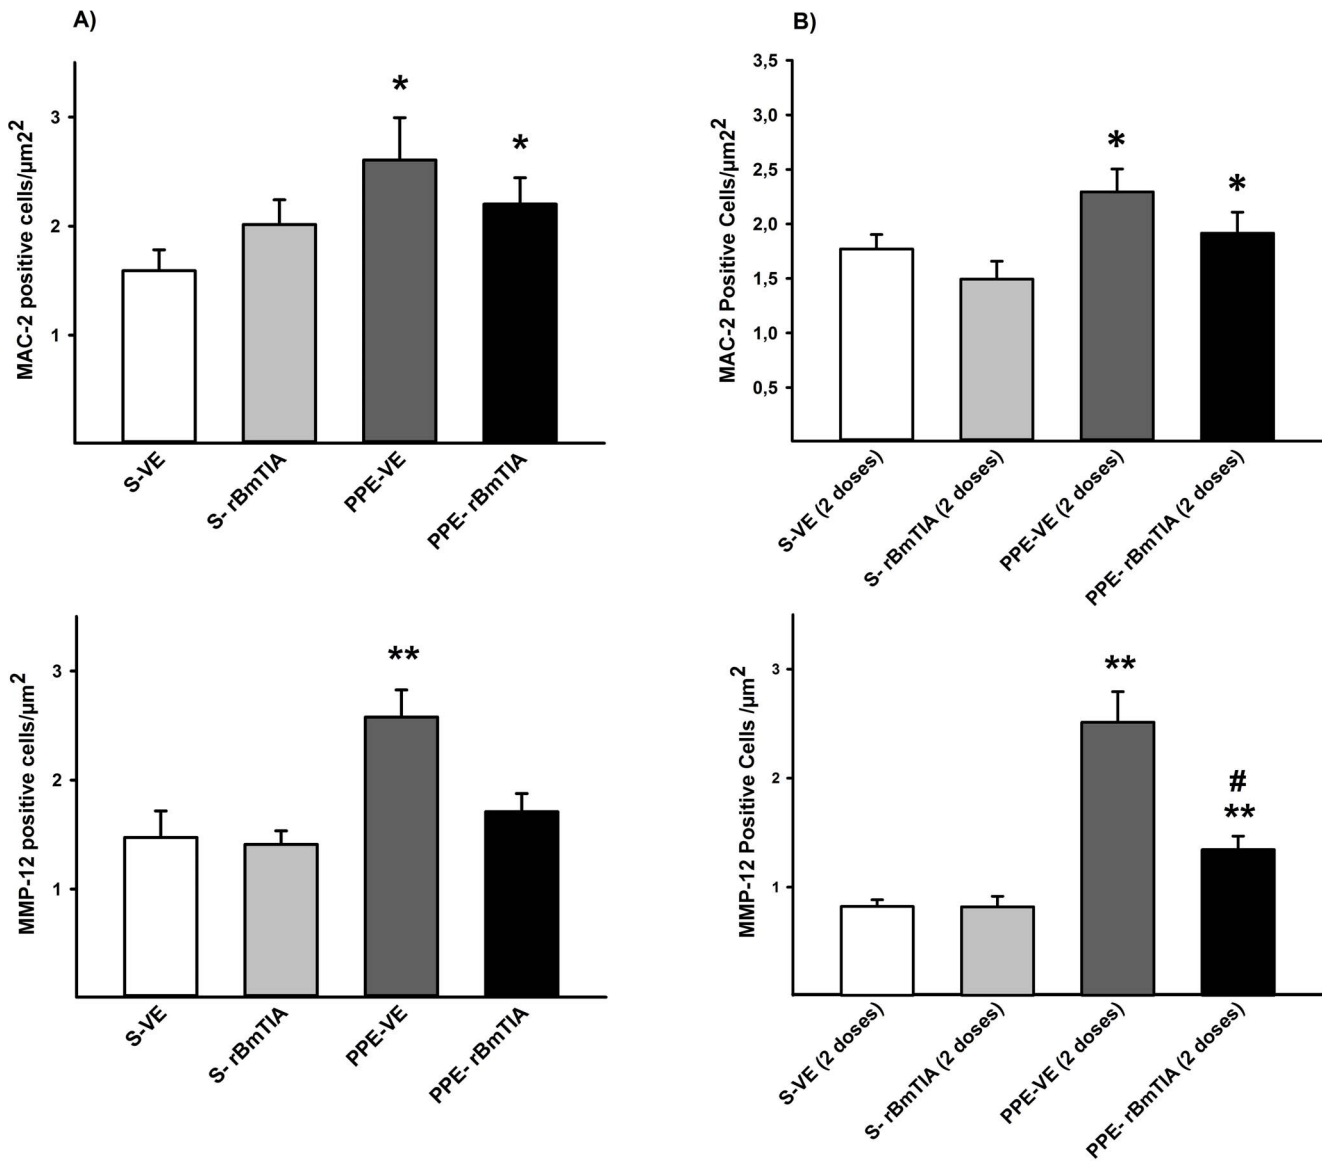 A)
MAC-2 positive cells/µm2²
3
2
1
*
*
S-VE
S- rBmTIA
PPE-VE
PPE- rBmTIA
B)
MAC-2 Positive Cells/µm²
3,5
3,0
2,5
2,0
1,5
1,0
0,5
*
*
S-VE (2 doses)
S- rBmTIA (2 doses)
PPE-VE (2 doses)
PPE- rBmTIA (2 doses)
MMP-12 positive cells/µm²
3
2
1
**
S-VE
S- rBmTIA
PPE-VE
PPE- rBmTIA
MMP-12 Positive Cells /µm²
3
2
1
**
#
**
S-VE (2 doses)
S- rBmTIA (2 doses)
PPE-VE (2 doses)
PPE- rBmTIA (2 doses)